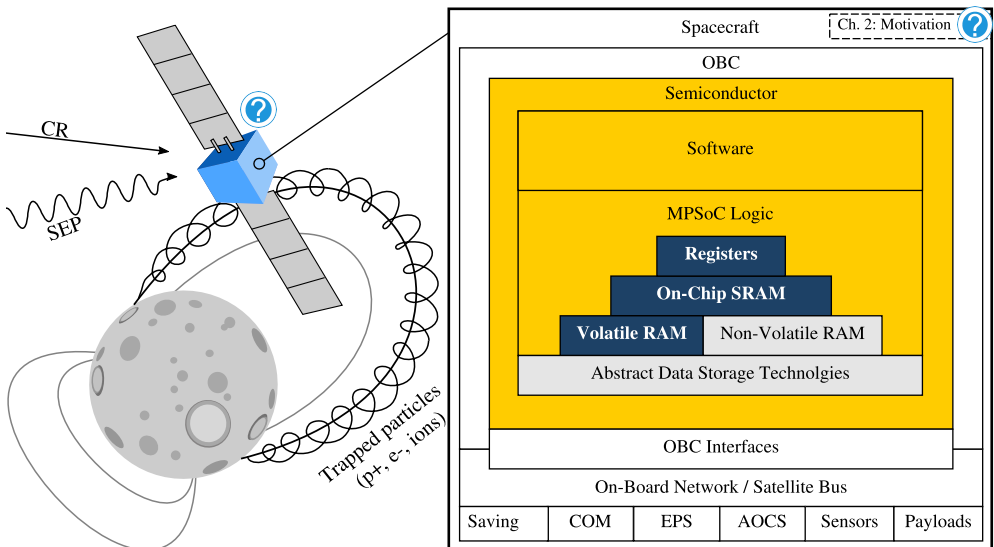 CR
SEP
Trapped particles
(p+, e-, ions)
?
Spacecraft
Ch. 2: Motivation
?
OBC
Semiconductor
Software
MPSoC Logic
Registers
On-Chip SRAM
Volatile RAM
Non-Volatile RAM
Abstract Data Storage Technolgies
OBC Interfaces
On-Board Network / Satellite Bus
Saving
COM
EPS
AOCS
Sensors
Payloads